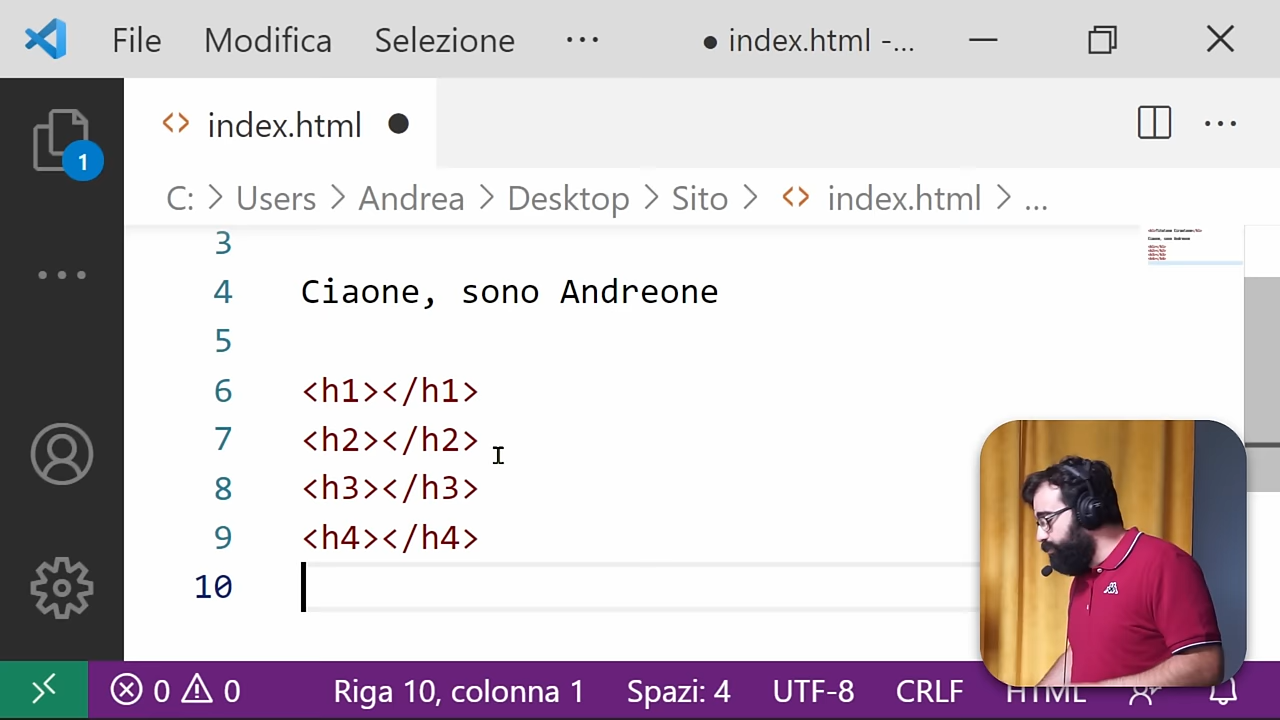 File Modifica Selezione ··· ● index.html -...
index.html ●
1
C: > Users > Andrea > Desktop > Sito > index.html > ...
3
4 Ciaone, sono Andreone
5
6 <h1></h1>
7 <h2></h2>
8 <h3></h3>
9 <h4></h4>
10
0 0 Riga 10, colonna 1 Spazi: 4 UTF-8 CRLF HTML